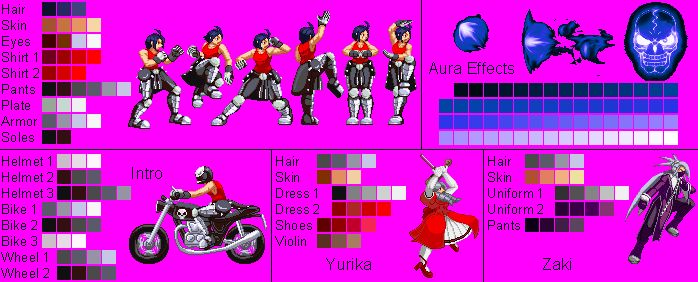 Hair
Skin
Eyes
Shirt 1
Shirt 2
Pants
Plate
Armor
Soles
Aura Effects
Helmet 1
Helmet 2
Helmet 3
Bike 1
Bike 2
Bike 3
Wheel 1
Wheel 2
Intro
Hair
Skin
Dress 1
Dress 2
Shoes
Violin
Yurika
Hair
Skin
Uniform 1
Uniform 2
Pants
Zaki